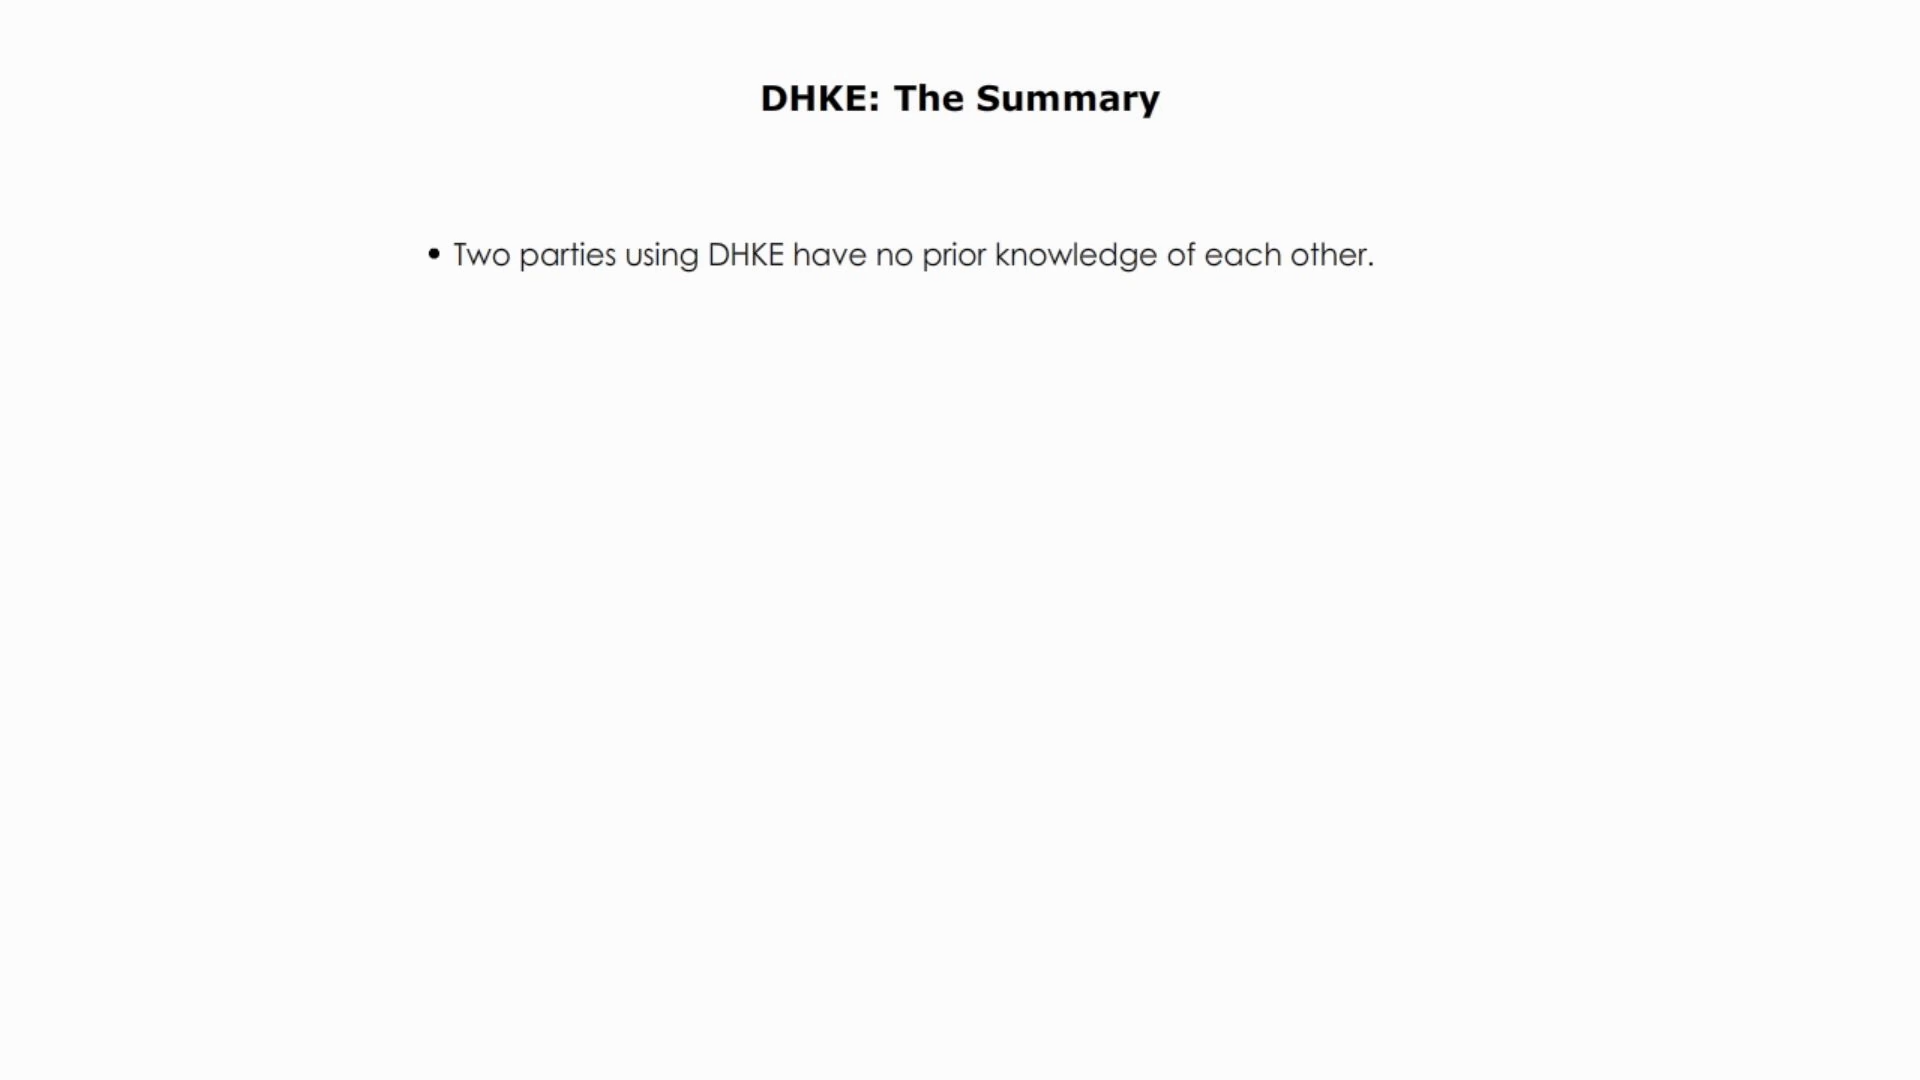 DHKE: The Summary
• Two parties using DHKE have no prior knowledge of each other.